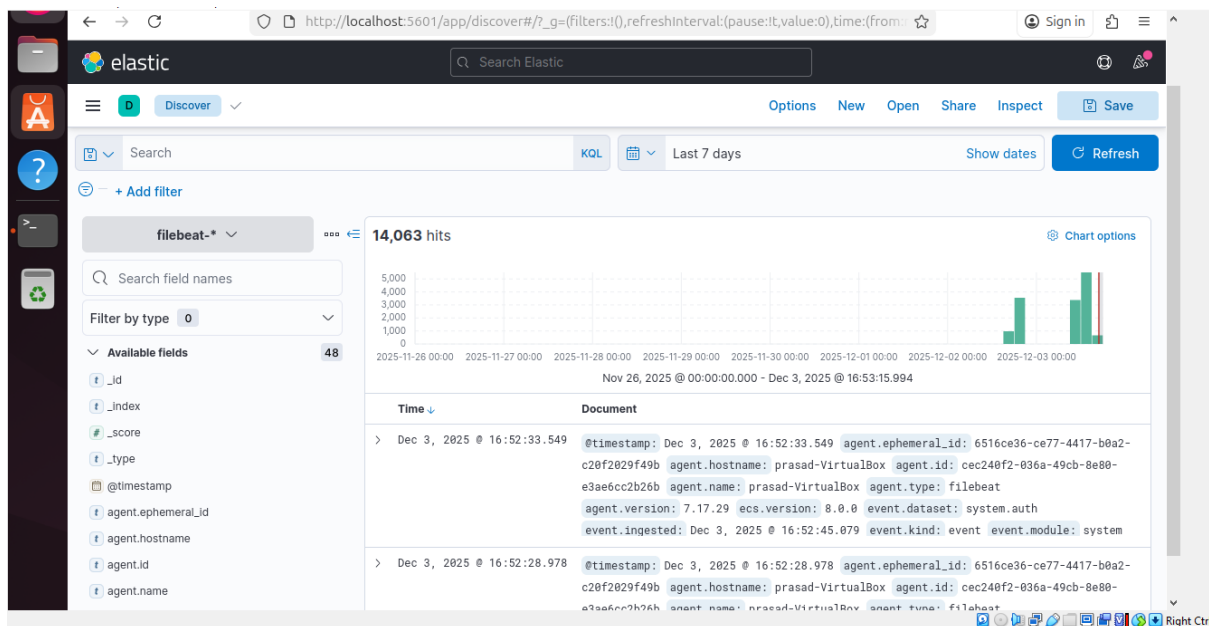 http://localhost:5601/app/discover#/?_g=(filters:!(),refreshInterval:(pause:!t,value:0),time:(from:
Sign in
elastic
Search Elastic
D
Discover
Options
New
Open
Share
Inspect
Save
Search
KQL
Last 7 days
Show dates
Refresh
+ Add filter
filebeat-*
14,063 hits
Chart options
Search field names
Filter by type 0
Available fields 48
t _id
t _index
# _score
t _type
@timestamp
t agent.ephemeral_id
t agent.hostname
t agent.id
t agent.name
5,000
4,000
3,000
2,000
1,000
0
2025-11-26 00:00 2025-11-27 00:00 2025-11-28 00:00 2025-11-29 00:00 2025-11-30 00:00 2025-12-01 00:00 2025-12-02 00:00 2025-12-03 00:00
Nov 26, 2025 @ 00:00:00.000 - Dec 3, 2025 @ 16:53:15.994
Time Document
Dec 3, 2025 @ 16:52:33.549 @timestamp: Dec 3, 2025 @ 16:52:33.549 agent.ephemeral_id: 6516ce36-ce77-4417-b0a2-
c20f2029f49b agent.hostname: prasad-VirtualBox agent.id: cec240f2-036a-49cb-8e80-
e3ae6cc2b26b agent.name: prasad-VirtualBox agent.type: filebeat
agent.version: 7.17.29 ecs.version: 8.0.0 event.dataset: system.auth
event.ingested: Dec 3, 2025 @ 16:52:45.079 event.kind: event event.module: system
Dec 3, 2025 @ 16:52:28.978 @timestamp: Dec 3, 2025 @ 16:52:28.978 agent.ephemeral_id: 6516ce36-ce77-4417-b0a2-
c20f2029f49b agent.hostname: prasad-VirtualBox agent.id: cec240f2-036a-49cb-8e80-
e3ae6cc2b26b agent.name: prasad-VirtualBox agent.type: filebeat
Right Ctr